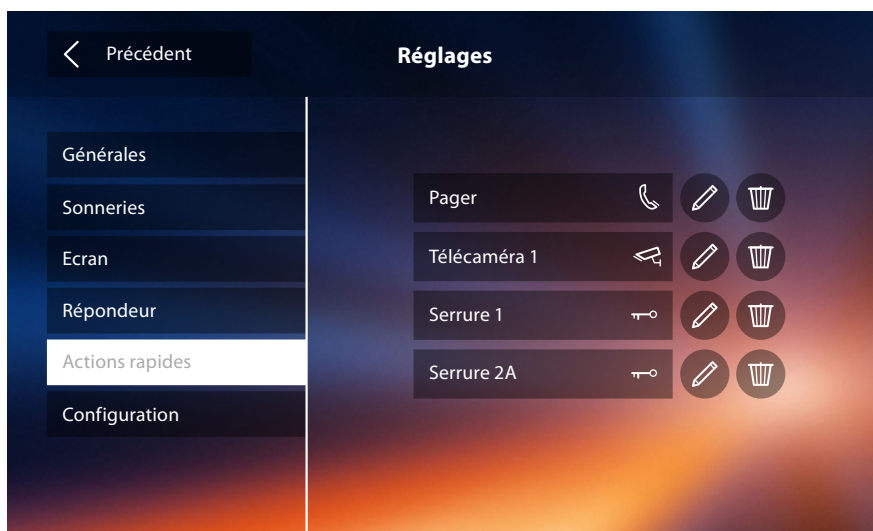 Précédent
Réglages
Générales
Sonneries
Ecran
Répondeur
Actions rapides
Configuration
Pager
Télécaméra 1
Serrure 1
Serrure 2A